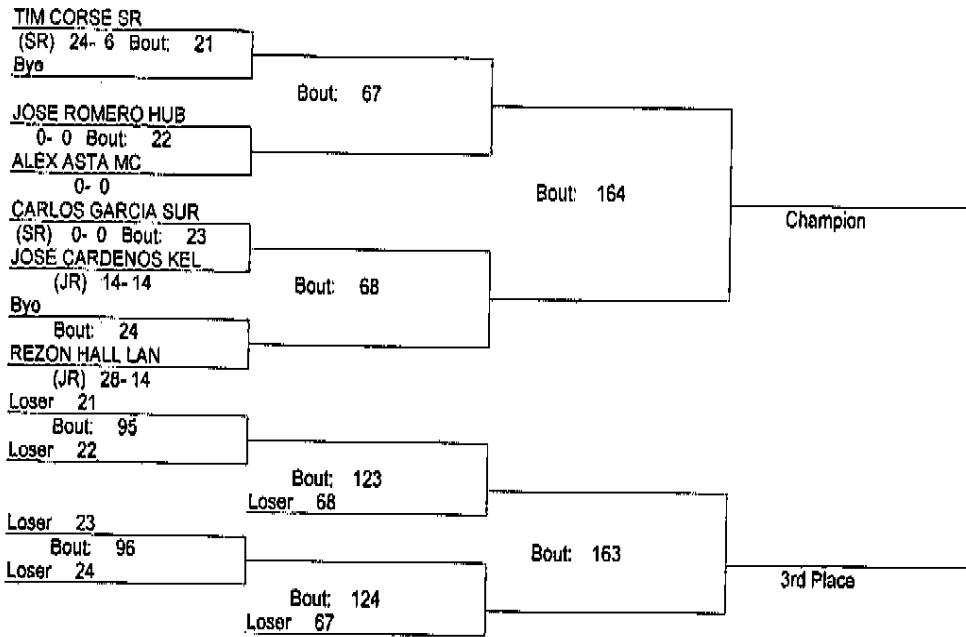 TIM CORSE SR
(SR) 24- 6 Bout: 21
Bye
Bout: 67
JOSE ROMERO HUB
0- 0 Bout: 22
ALEX ASTA MC
0- 0
Bout: 164
CARLOS GARCIA SUR
Champion
(SR) 0- 0 Bout: 23
JOSE CARDENOS KEL
(JR) 14- 14
Bout: 68
Bye
Bout: 24
REZON HALL LAN
(JR) 28- 14
Loser 21
Bout: 95
Loser 22
Bout: 123
Loser 68
Loser 23
Bout: 96
Loser 24
Bout: 163
3rd Place
Bout: 124
Loser 67